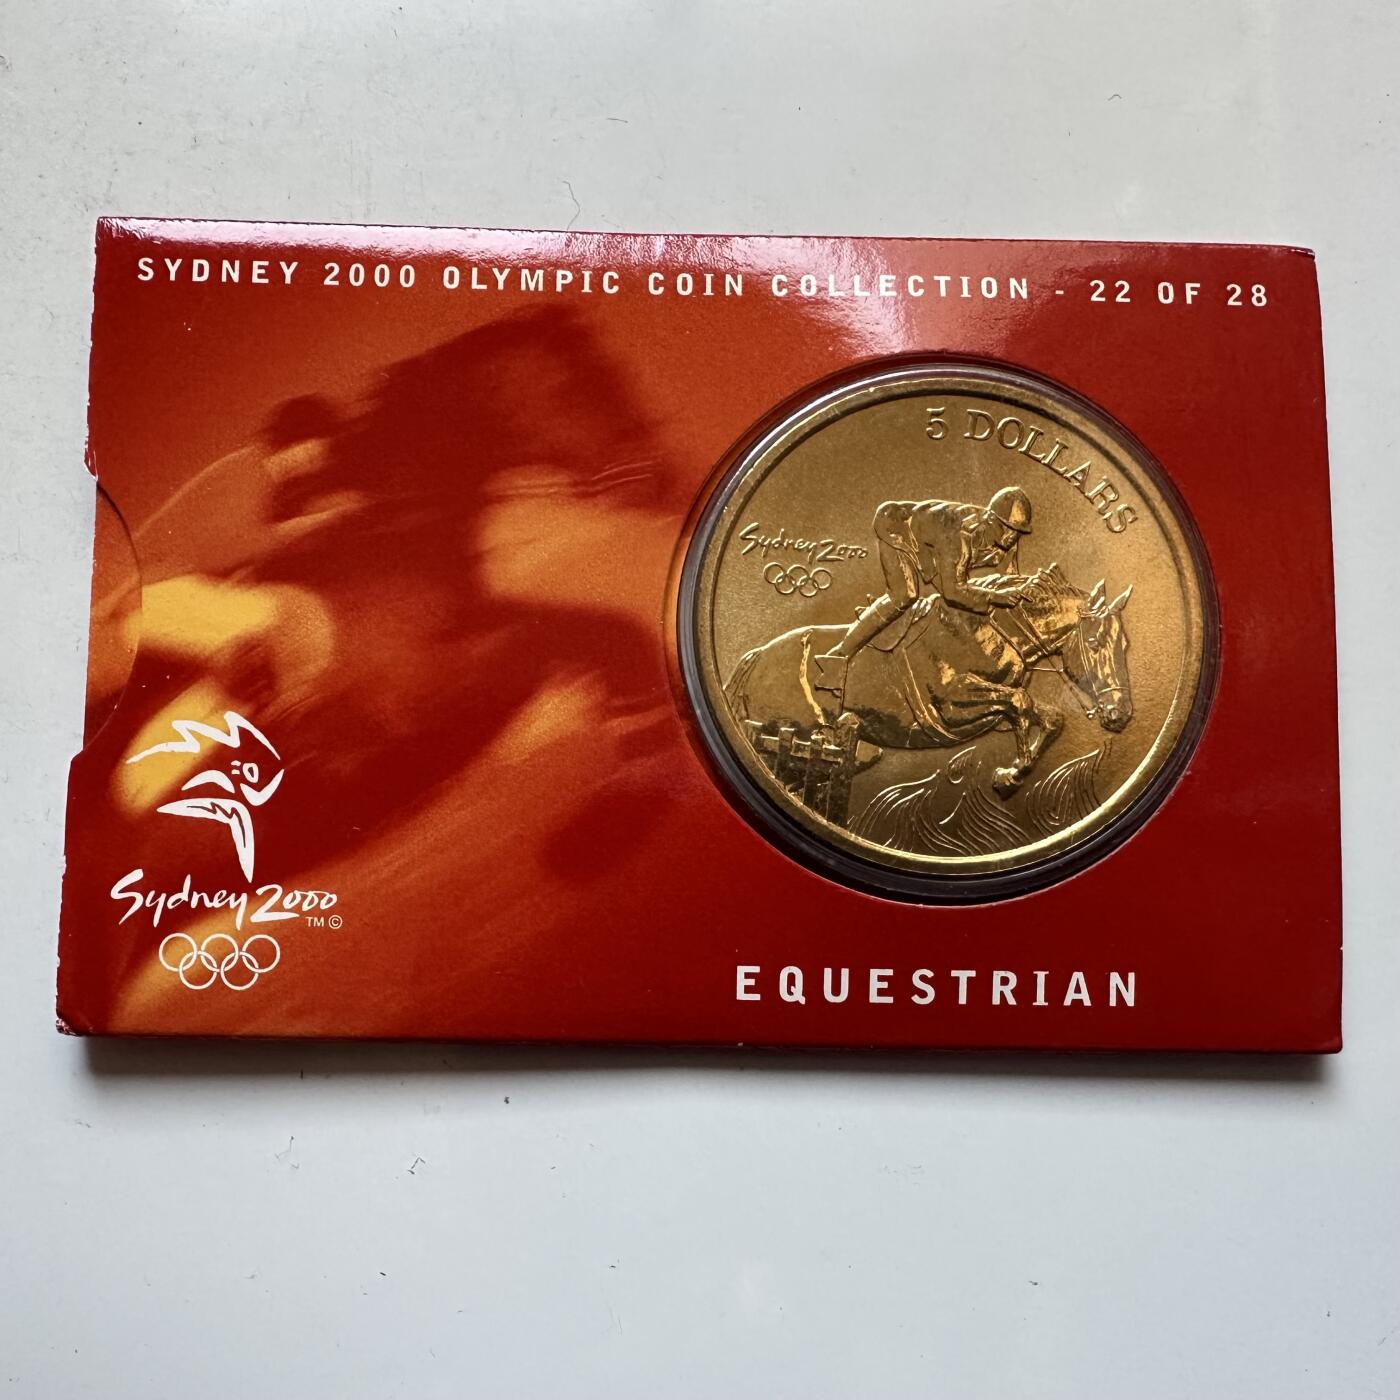 SYDNEY 2000 OLYMPIC COIN COLLECTION - 22 OF 28
5 DOLLARS
Sydney 2000
Sydney 2000
TM ©
EQUESTRIAN